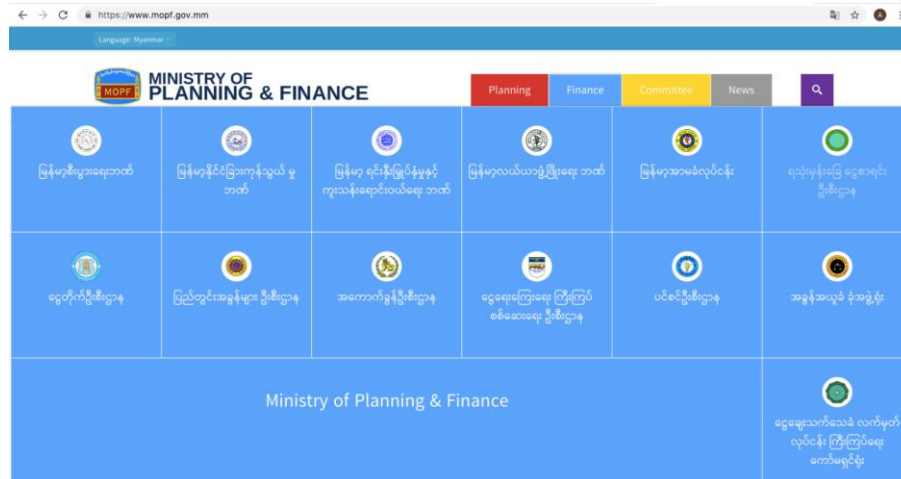 https://www.mopf.gov.mm
Language: Myanmar
MOPF
MINISTRY OF
PLANNING & FINANCE
Planning
Finance
Committee
News
မြန်မာ့စီးပွားရေးဘဏ်
မြန်မာ့နိုင်ငံခြားကုန်သွယ် မှု
ဘဏ်
မြန်မာ့ ရင်းနှီးမြှုပ်နှံမှုနှင့်
ကူးသန်းရောင်းဝယ်ရေး ဘဏ်
မြန်မာ့လယ်ယာဖွံ့ဖြိုးရေး ဘဏ်
မြန်မာ့အာမခံလုပ်ငန်း
ရသုံးမှန်းခြေ ငွေစာရင်း
ဦးစီးဌာန
ငွေတိုက်ဦးစီးဌာန
ပြည်တွင်းအခွန်များ ဦးစီးဌာန
အကောက်ခွန်ဦးစီးဌာန
ငွေရေးကြေးရေး ကြီးကြပ်
စစ်ဆေးရေး ဦးစီးဌာန
ပင်စင်ဦးစီးဌာန
အခွန်အယူခံ ခုံအဖွဲ့ရုံး
Ministry of Planning & Finance
ငွေချေးသက်သေခံ လက်မှတ်
လုပ်ငန်း ကြီးကြပ်ရေး
ကော်မရှင်ရုံး